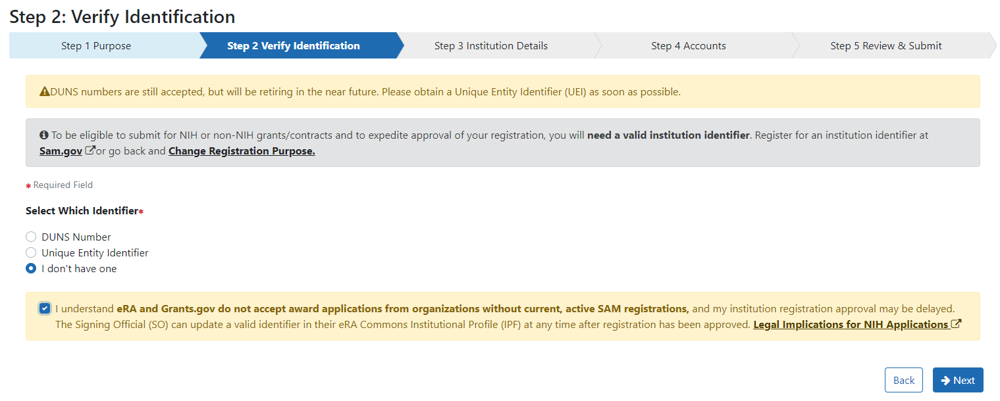 Step 2: Verify Identification
Step 1 Purpose
Step 2 Verify Identification
Step 3 Institution Details
Step 4 Accounts
Step 5 Review & Submit
DUNS numbers are still accepted, but will be retiring in the near future. Please obtain a Unique Entity Identifier (UEI) as soon as possible.
To be eligible to submit for NIH or non-NIH grants/contracts and to expedite approval of your registration, you will need a valid institution identifier. Register for an institution identifier at
Sam.gov or go back and Change Registration Purpose.
* Required Field
Select Which Identifier*
DUNS Number
Unique Entity Identifier
I don't have one
I understand eRA and Grants.gov do not accept award applications from organizations without current, active SAM registrations, and my institution registration approval may be delayed.
The Signing Official (SO) can update a valid identifier in their eRA Commons Institutional Profile (IPF) at any time after registration has been approved. Legal Implications for NIH Applications
Back
Next